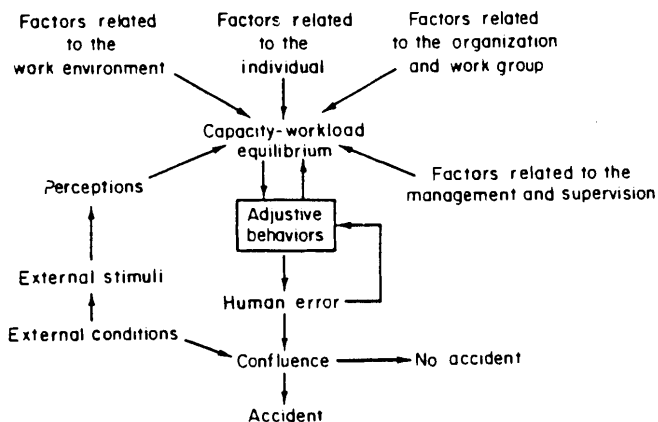 Factors related
to the
work environment
Factors related
to the
individual
Factors related
to the organization
and work group
Capacity-workload
equilibrium
Perceptions
Factors related to the
management and supervision
Adjustive
behaviors
External stimuli
Human error
External conditions
Confluence
No accident
Accident